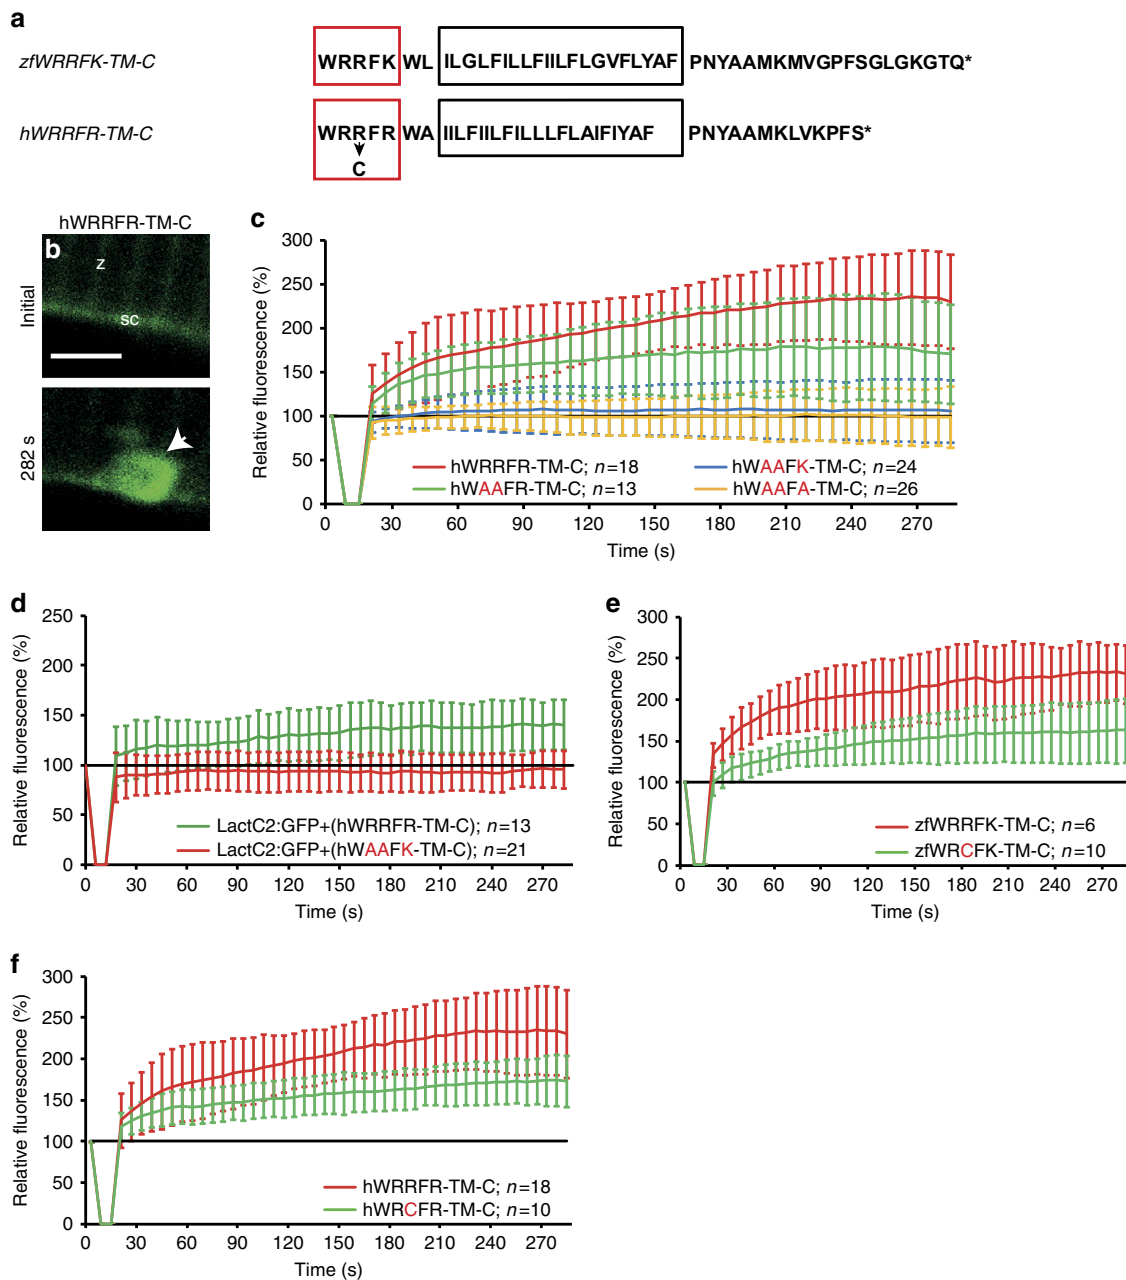 a
zfWRRFK-TM-C WRRFK WL ILGLFILLFIILFLGVFLYAF PNYAAMKMVGPFSGLGKGTQ*
hWRRFR-TM-C WRRFR WA IILFIILFILLLFLAIFIYAF PNYAAMKLVKPFS*
C
hWRRFR-TM-C
b
Initial
z
sc
282 s
c
Relative fluorescence (%)
300
250
200
150
100
50
0
hWRRFR-TM-C; n=18
hWAAFK-TM-C; n=24
hWAAFR-TM-C; n=13
hWAAFA-TM-C; n=26
0 30 60 90 120 150 180 210 240 270
Time (s)
d
Relative fluorescence (%)
250
200
150
100
50
0
LactC2:GFP+(hWRRFR-TM-C); n=13
LactC2:GFP+(hWAAFK-TM-C); n=21
0 30 60 90 120 150 180 210 240 270
Time (s)
e
Relative fluorescence (%)
300
250
200
150
100
50
0
zfWRRFK-TM-C; n=6
zfWRCFK-TM-C; n=10
0 30 60 90 120 150 180 210 240 270
Time (s)
f
Relative fluorescence (%)
300
250
200
150
100
50
0
hWRRFR-TM-C; n=18
hWRCFR-TM-C; n=10
0 30 60 90 120 150 180 210 240 270
Time (s)